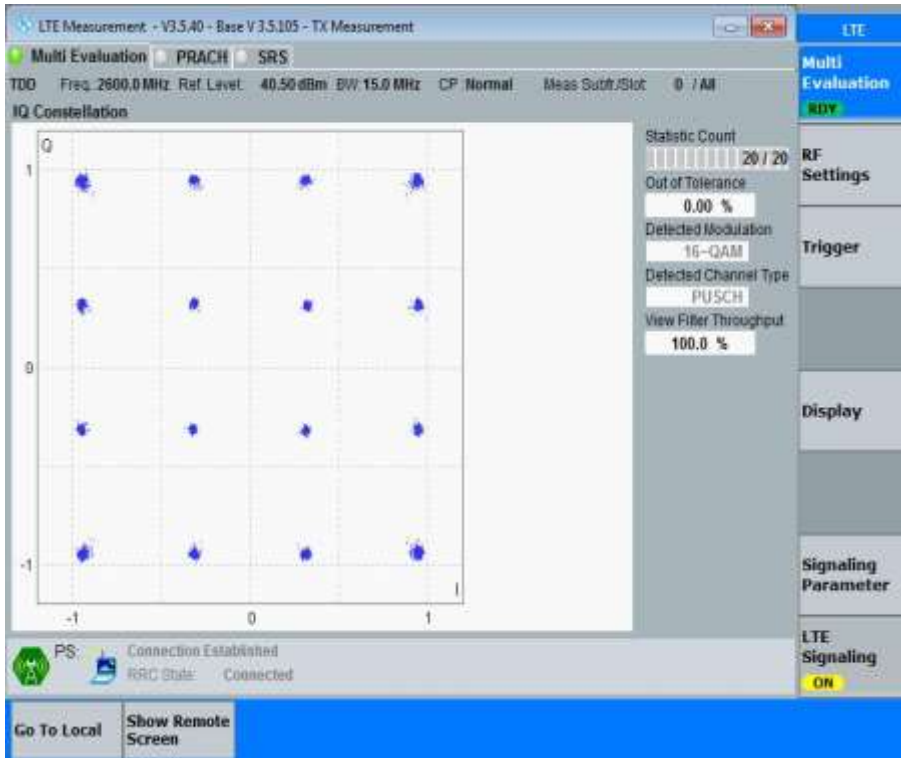 LTE Measurement - V3.5.40 - Base V 3.5.105 - TX Measurement
LTE
Multi Evaluation PRACH SRS
Multi
Evaluation
RDY
TDD Freq.:2600.0 MHz Ref. Level: 40.50 dBm BW:15.0 MHz CP :Normal Meas Subfr./Slot: 0 / All
IQ Constellation
Q
1
0
-1
-1 0 1
I
Statistic Count
20 / 20
Out of Tolerance
0.00 %
Detected Modulation
16-QAM
Detected Channel Type
PUSCH
View Filter Throughput
100.0 %
RF
Settings
Trigger
Display
Signaling
Parameter
LTE
Signaling
ON
PS: Connection Established
RRC State: Connected
Go To Local
Show Remote
Screen